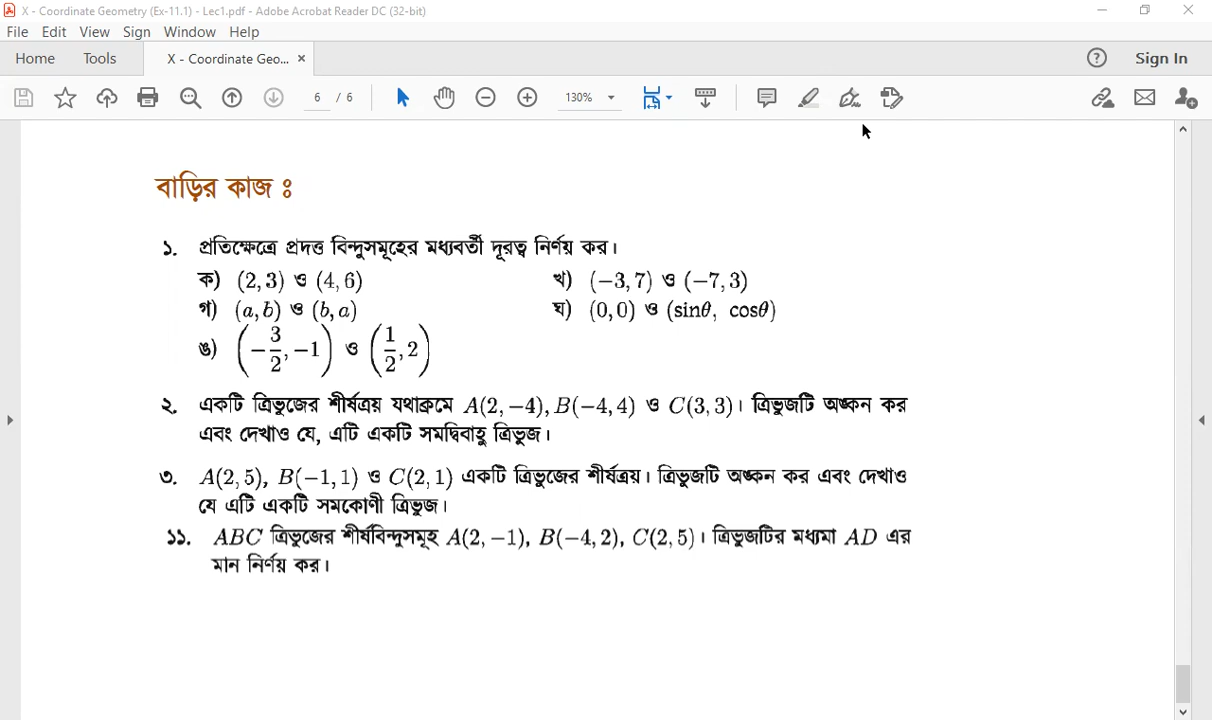 X - Coordinate Geometry (Ex-11.1) - Lec1.pdf - Adobe Acrobat Reader DC (32-bit)
File Edit View Sign Window Help
Home Tools X - Coordinate Geo... × ? Sign In
6 / 6 130%
বাড়ির কাজ ঃ
১. প্রতিক্ষেত্রে প্রদত্ত বিন্দুসমূহের মধ্যবর্তী দূরত্ব নির্ণয় কর।
ক) (2, 3) ও (4, 6) খ) (−3, 7) ও (−7, 3)
গ) (a, b) ও (b, a) ঘ) (0, 0) ও (sinθ, cosθ)
ঙ) (−3/2, −1) ও (1/2, 2)
২. একটি ত্রিভুজের শীর্ষত্রয় যথাক্রমে A(2, −4), B(−4, 4) ও C(3, 3)। ত্রিভুজটি অঙ্কন কর
এবং দেখাও যে, এটি একটি সমদ্বিবাহু ত্রিভুজ।
৩. A(2, 5), B(−1, 1) ও C(2, 1) একটি ত্রিভুজের শীর্ষত্রয়। ত্রিভুজটি অঙ্কন কর এবং দেখাও
যে এটি একটি সমকোণী ত্রিভুজ।
১১. ABC ত্রিভুজের শীর্ষবিন্দুসমূহ A(2, −1), B(−4, 2), C(2, 5)। ত্রিভুজটির মধ্যমা AD এর
মান নির্ণয় কর।